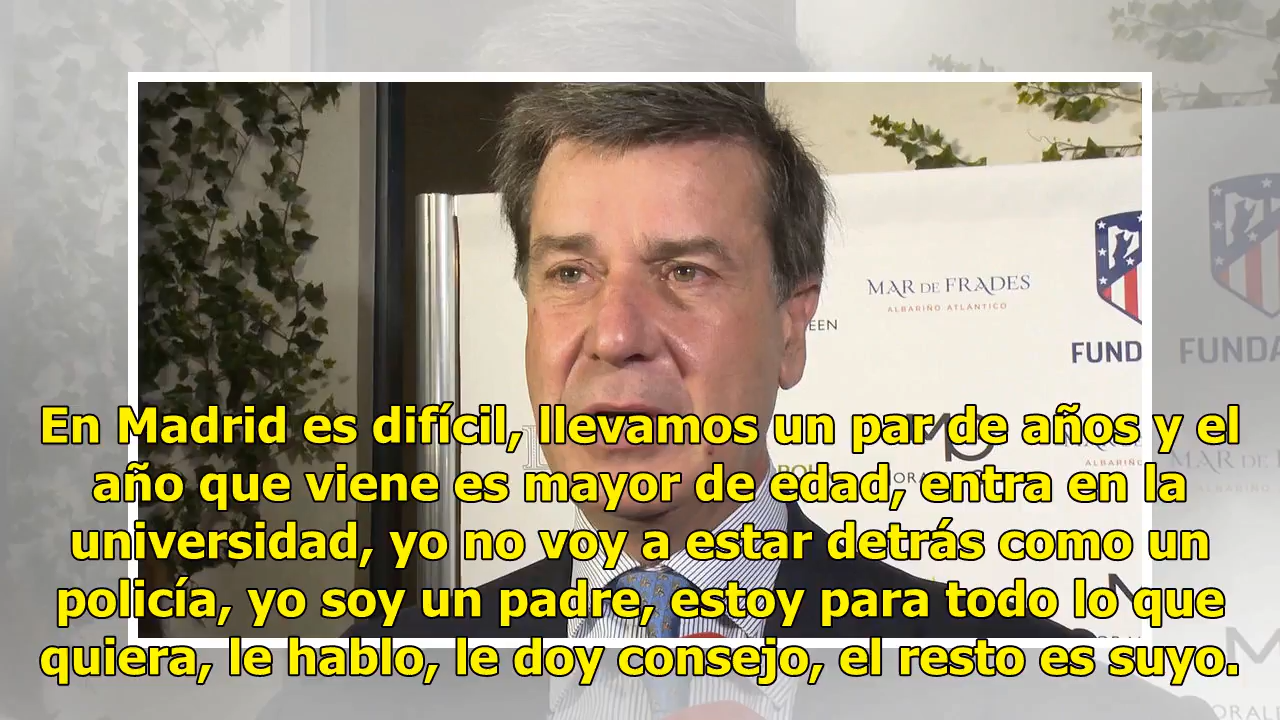 MAR DE FRADES
ALBARIÑO ATLÁNTICO
EEN
FUND
FUNDA
En Madrid es difícil, llevamos un par de años y el
año que viene es mayor de edad, entra en la
universidad, yo no voy a estar detrás como un
policía, yo soy un padre, estoy para todo lo que
quiera, le hablo, le doy consejo, el resto es suyo.